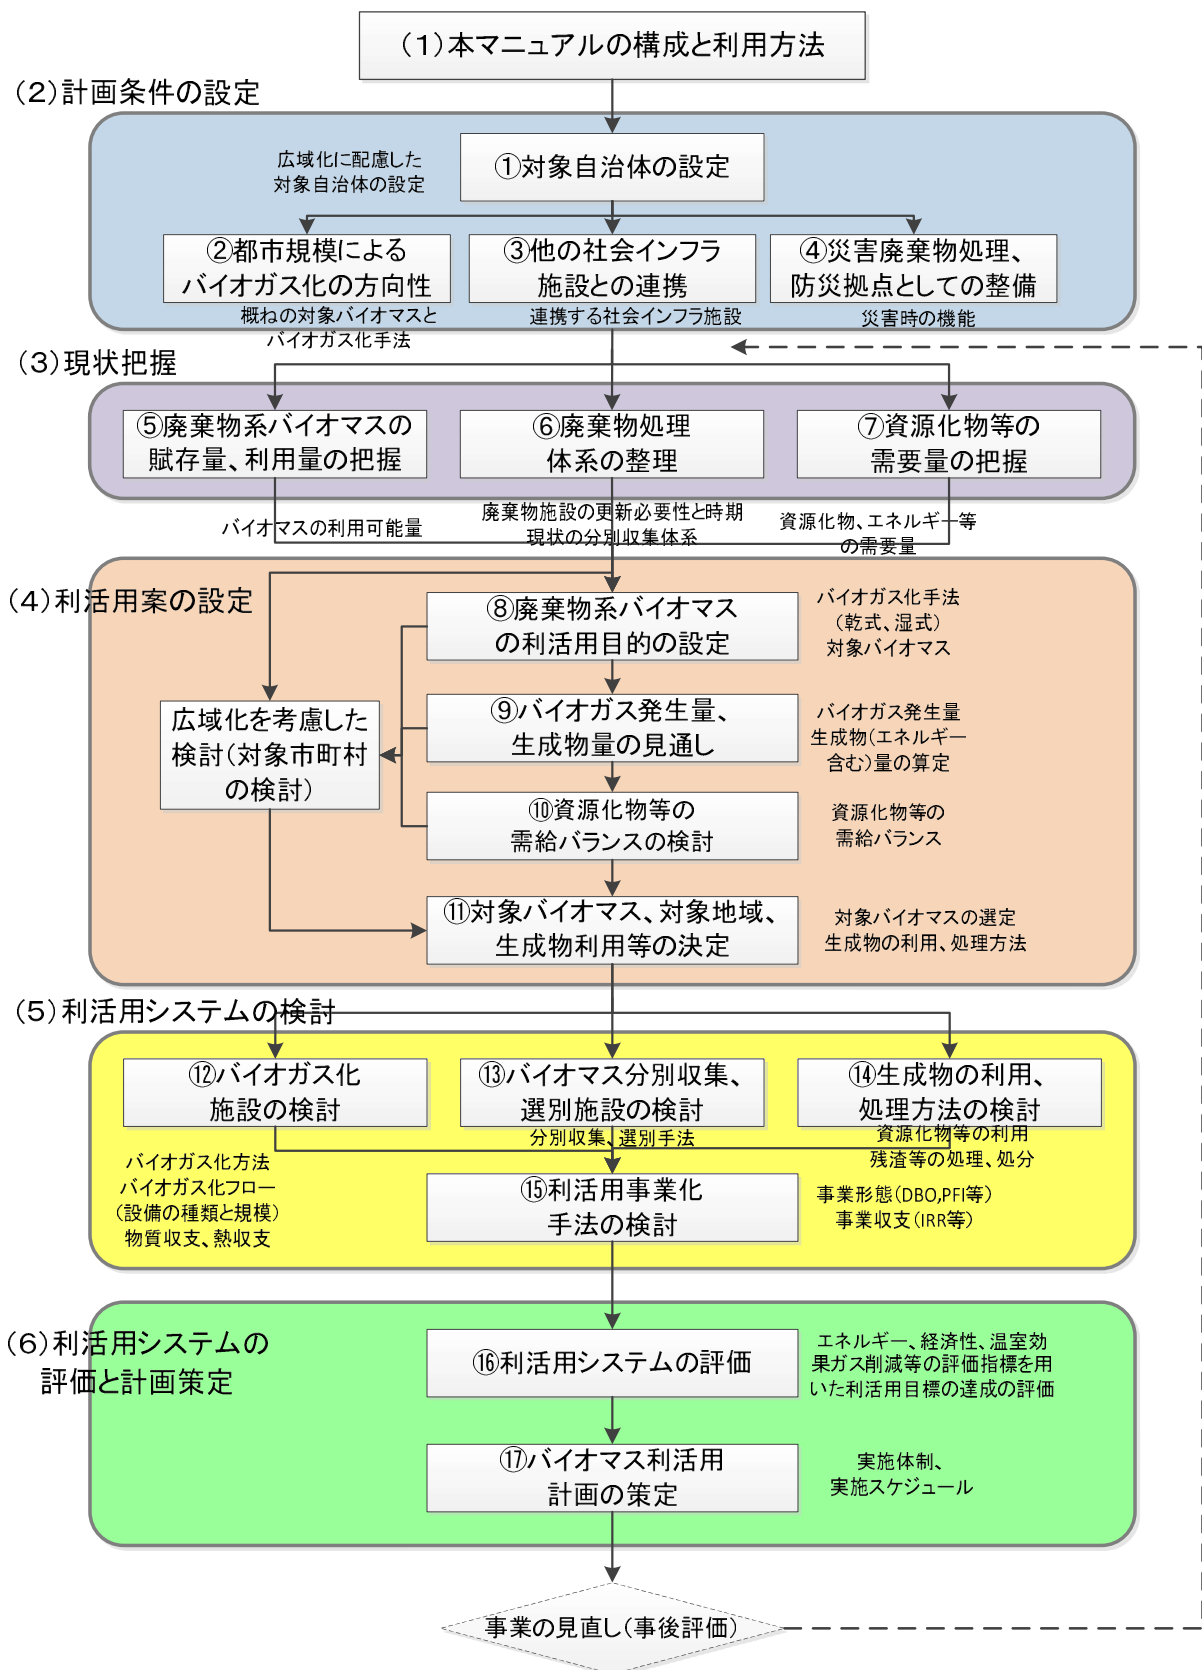 (1)本マニュアルの構成と利用方法
(2)計画条件の設定
広域化に配慮した
対象自治体の設定
①対象自治体の設定
②都市規模による
バイオガス化の方向性
概ねの対象バイオマスと
バイオガス化手法
③他の社会インフラ
施設との連携
連携する社会インフラ施設
④災害廃棄物処理、
防災拠点としての整備
災害時の機能
(3)現状把握
⑤廃棄物系バイオマスの
賦存量、利用量の把握
バイオマスの利用可能量
⑥廃棄物処理
体系の整理
廃棄物施設の更新必要性と時期
現状の分別収集体系
⑦資源化物等の
需要量の把握
資源化物、エネルギー等
の需要量
(4)利活用案の設定
⑧廃棄物系バイオマス
の利活用目的の設定
バイオガス化手法
(乾式、湿式)
対象バイオマス
広域化を考慮した
検討(対象市町村
の検討)
⑨バイオガス発生量、
生成物量の見通し
バイオガス発生量
生成物(エネルギー
含む)量の算定
⑩資源化物等の
需給バランスの検討
資源化物等の
需給バランス
⑪対象バイオマス、対象地域、
生成物利用等の決定
対象バイオマスの選定
生成物の利用、処理方法
(5)利活用システムの検討
⑫バイオガス化
施設の検討
バイオガス化方法
バイオガス化フロー
(設備の種類と規模)
物質収支、熱収支
⑬バイオマス分別収集、
選別施設の検討
分別収集、選別手法
⑭生成物の利用、
処理方法の検討
資源化物等の利用
残渣等の処理、処分
⑮利活用事業化
手法の検討
事業形態(DBO,PFI等)
事業収支(IRR等)
(6)利活用システムの
評価と計画策定
⑯利活用システムの評価
エネルギー、経済性、温室効
果ガス削減等の評価指標を用
いた利活用目標の達成の評価
⑰バイオマス利活用
計画の策定
実施体制、
実施スケジュール
事業の見直し(事後評価)